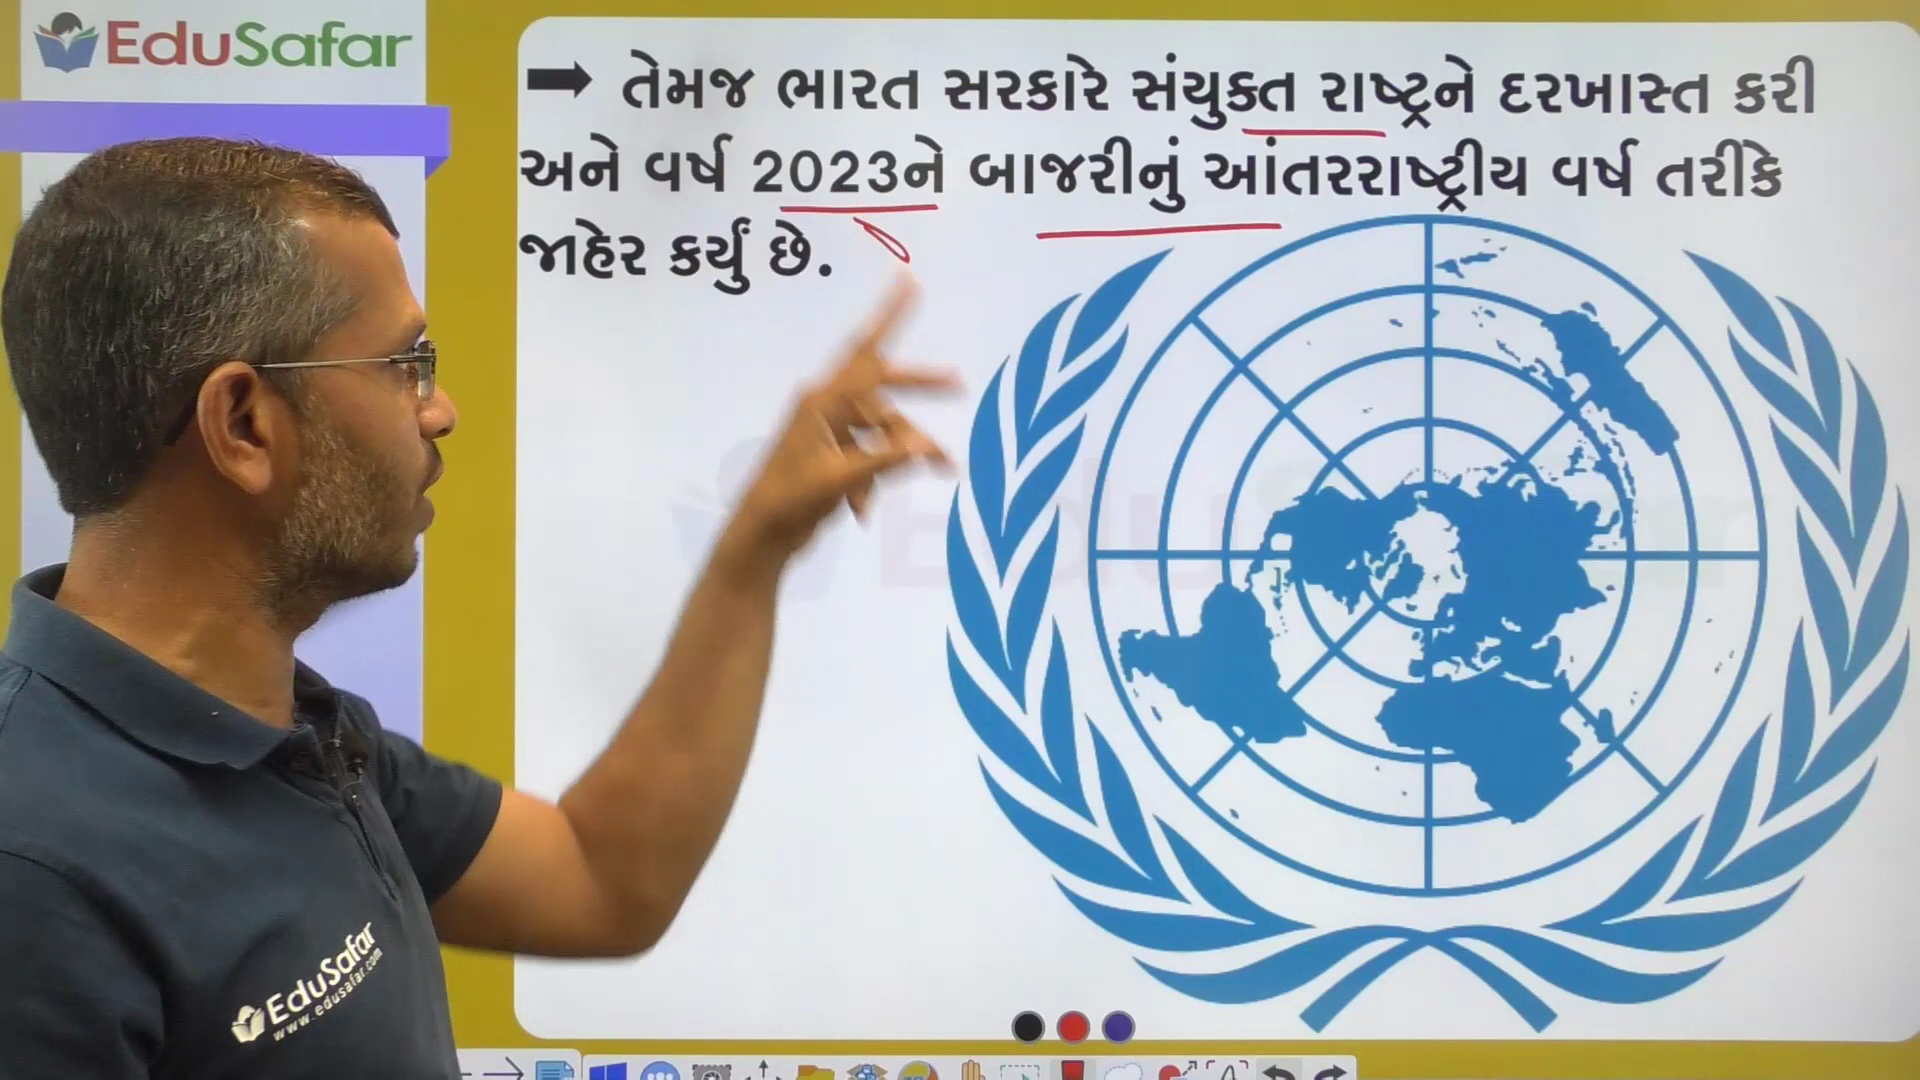 EduSafar
➡ તેમજ ભારત સરકારે સંયુક્ત રાષ્ટ્રને દરખાસ્ત કરી
અને વર્ષ 2023ને બાજરીનું આંતરરાષ્ટ્રીય વર્ષ તરીકે
જાહેર કર્યું છે.
EduSafar
EduSafar
www.edusafar.com